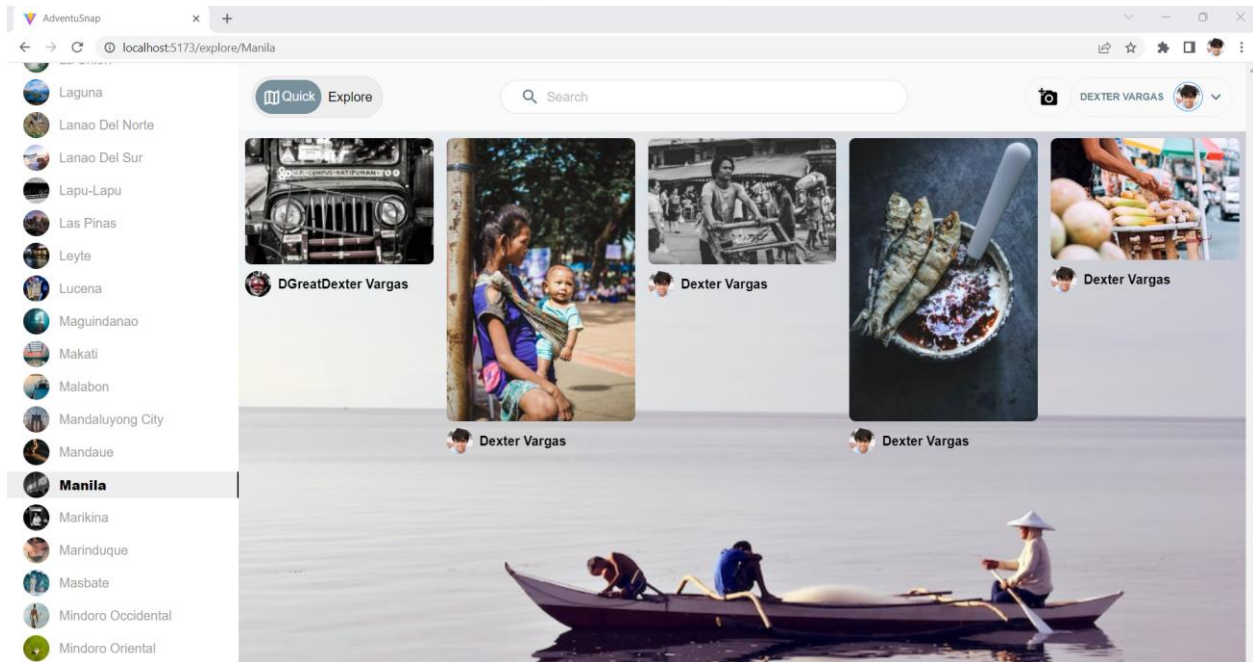 AdventuSnap
localhost:5173/explore/Manila
Laguna
Lanao Del Norte
Lanao Del Sur
Lapu-Lapu
Las Pinas
Leyte
Lucena
Maguindanao
Makati
Malabon
Mandaluyong City
Mandaue
Manila
Marikina
Marinduque
Masbate
Mindoro Occidental
Mindoro Oriental
Quick Explore
Search
DEXTER VARGAS
DGreatDexter Vargas
Dexter Vargas
Dexter Vargas
Dexter Vargas
Dexter Vargas